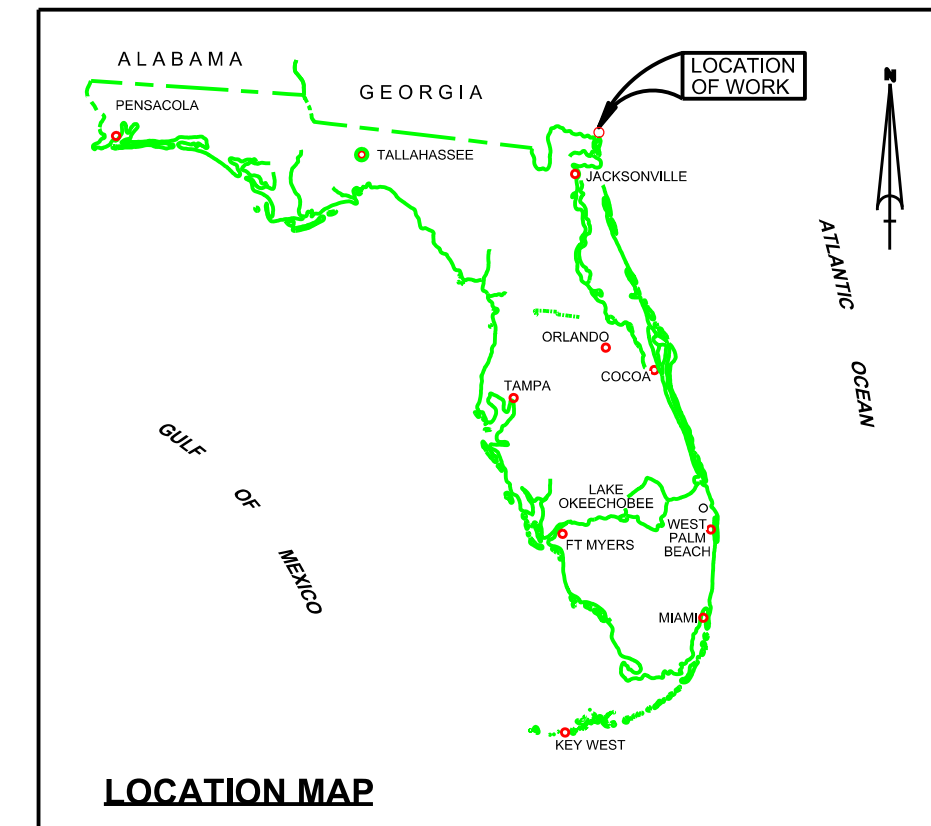 ALABAMA
LOCATION
OF WORK
GEORGIA
PENSACOLA
N
TALLAHASSEE
JACKSONVILLE
ATLANTIC
OCEAN
ORLANDO
COCOA
TAMPA
GULF
OF
MEXICO
LAKE
OKEECHOBEE
WEST
PALM
BEACH
FT MYERS
MIAMI
KEY WEST
LOCATION MAP